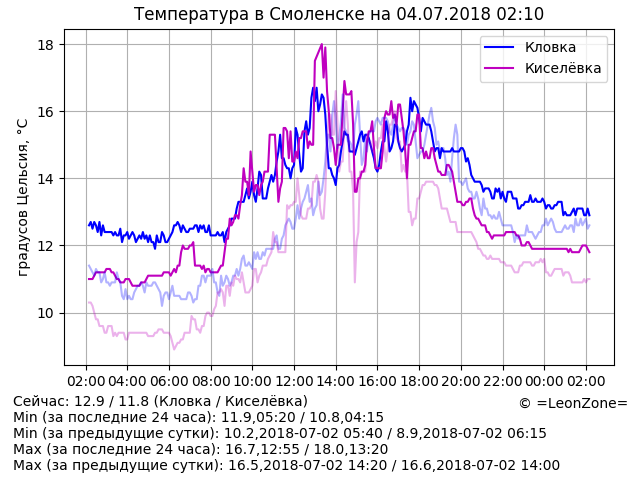 Температура в Смоленске на 04.07.2018 02:10
Кловка
Киселёвка
градусов Цельсия, °C
18
16
14
12
10
02:00 04:00 06:00 08:00 10:00 12:00 14:00 16:00 18:00 20:00 22:00 00:00 02:00
Сейчас: 12.9 / 11.8 (Кловка / Киселёвка)
© =LeonZone=
Min (за последние 24 часа): 11.9,05:20 / 10.8,04:15
Min (за предыдущие сутки): 10.2,2018-07-02 05:40 / 8.9,2018-07-02 06:15
Max (за последние 24 часа): 16.7,12:55 / 18.0,13:20
Max (за предыдущие сутки): 16.5,2018-07-02 14:20 / 16.6,2018-07-02 14:00